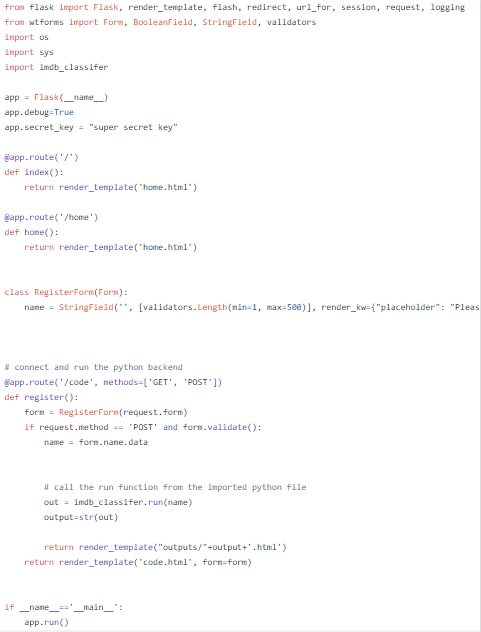 from flask import Flask, render_template, flash, redirect, url_for, session, request, logging
from wtforms import Form, BooleanField, StringField, validators
import os
import sys
import imdb_classifer

app = Flask(__name__)
app.debug=True
app.secret_key = "super secret key"

@app.route('/')
def index():
    return render_template('home.html')

@app.route('/home')
def home():
    return render_template('home.html')

class RegisterForm(Form):
    name = StringField('', [validators.Length(min=1, max=500)], render_kw={"placeholder": "Pleas

# connect and run the python backend
@app.route('/code', methods=['GET', 'POST'])
def register():
    form = RegisterForm(request.form)
    if request.method == 'POST' and form.validate():
        name = form.name.data

        # call the run function from the imported python file
        out = imdb_classifer.run(name)
        output=str(out)

        return render_template("outputs/"+output+'.html')
    return render_template('code.html', form=form)

if __name__=='__main__':
    app.run()